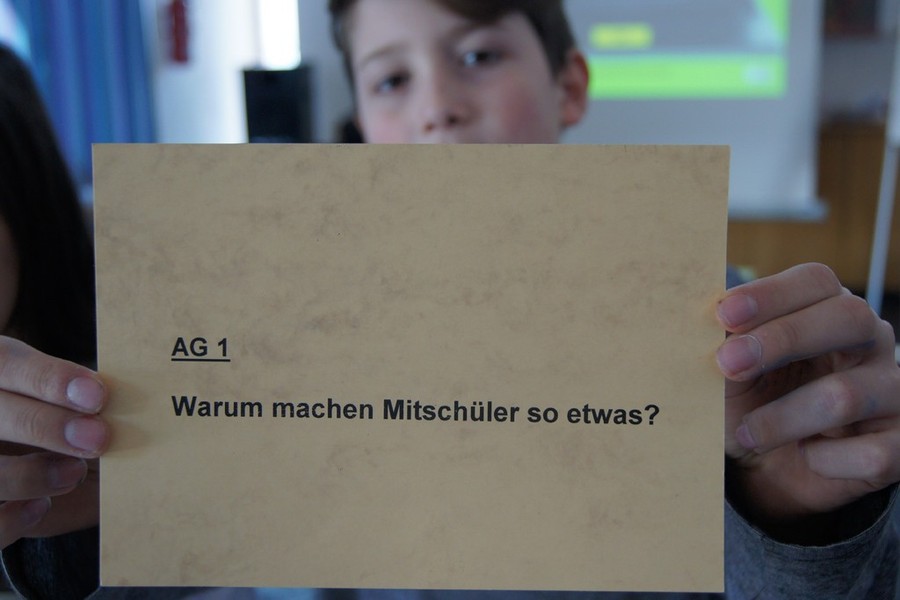 AG 1
Warum machen Mitschüler so etwas?